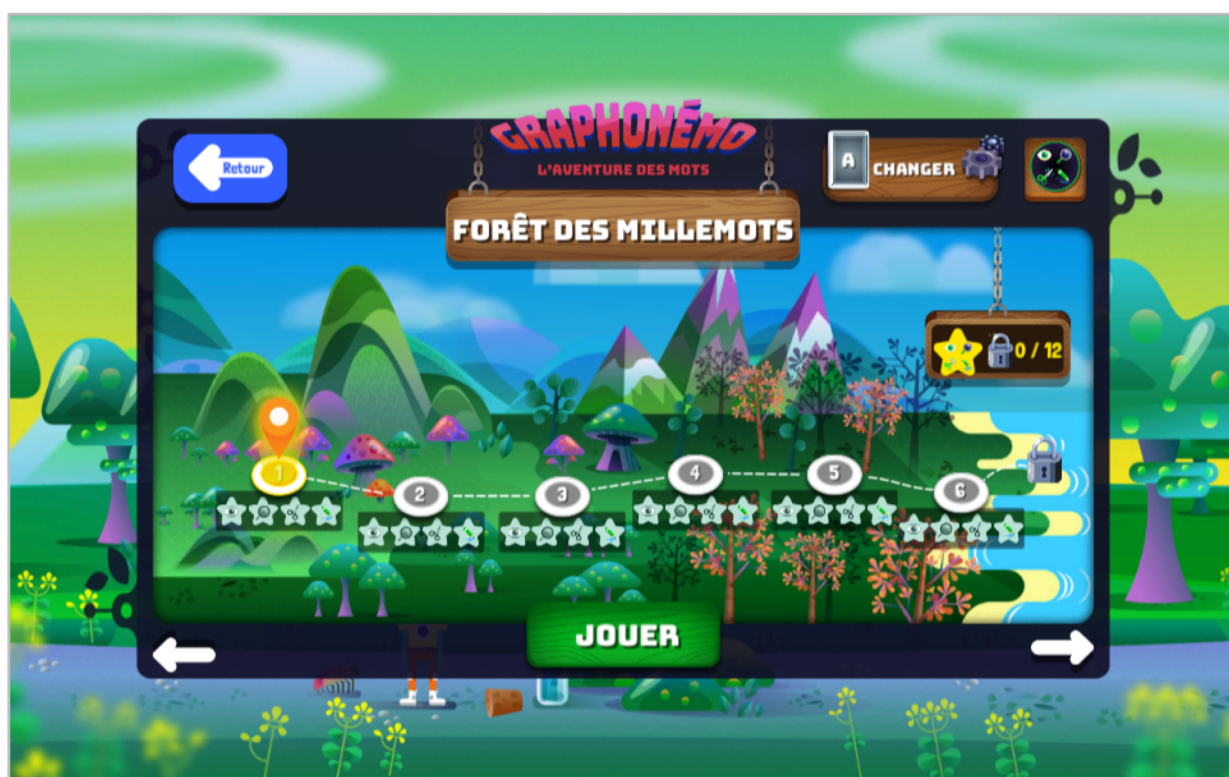 GRAPHONÉMO
L'AVENTURE DES MOTS
Retour
A
CHANGER
FORÊT DES MILLEMOTS
0 / 12
1
2
3
4
5
6
JOUER